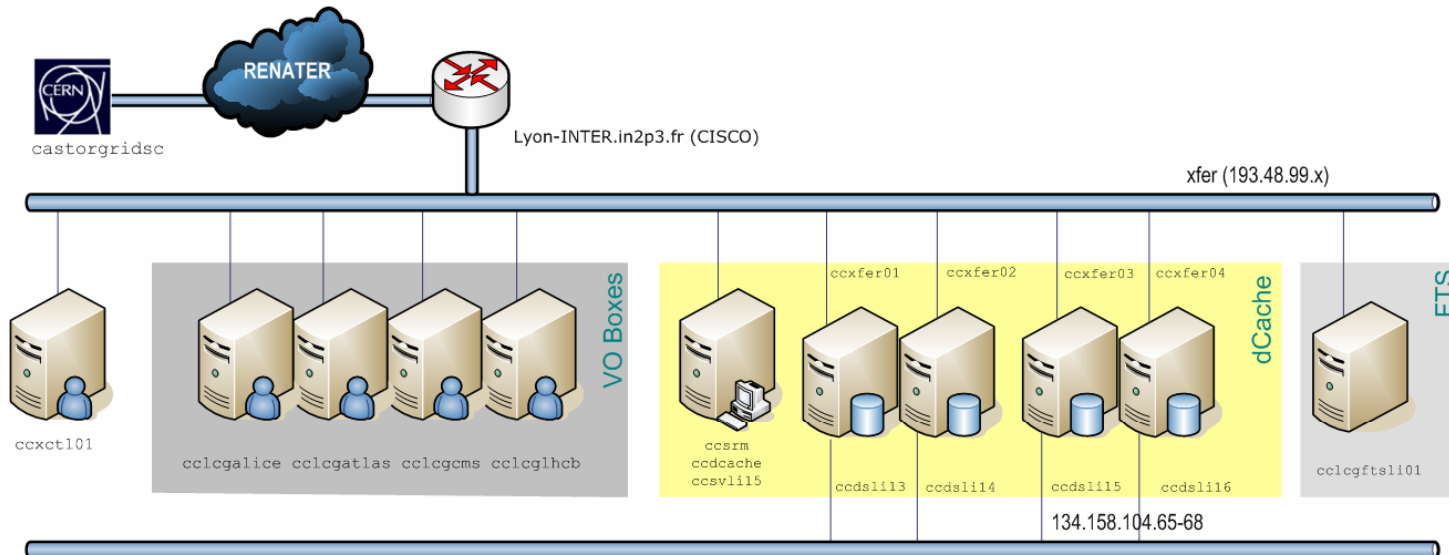 RENATER
CERN
castorgridsc
Lyon-INTER.in2p3.fr (CISCO)
xfer (193.48.99.x)
ccxctl01
VO Boxes
cclcgalice cclcgatlas cclcgcms cclcglhcb
ccxfer01 ccxfer02 ccxfer03 ccxfer04
dCache
ccsrm
ccdcache
ccsvli15
ccdsli13 ccdsli14 ccdsli15 ccdsli16
134.158.104.65-68
FTS
cclcgftsli01